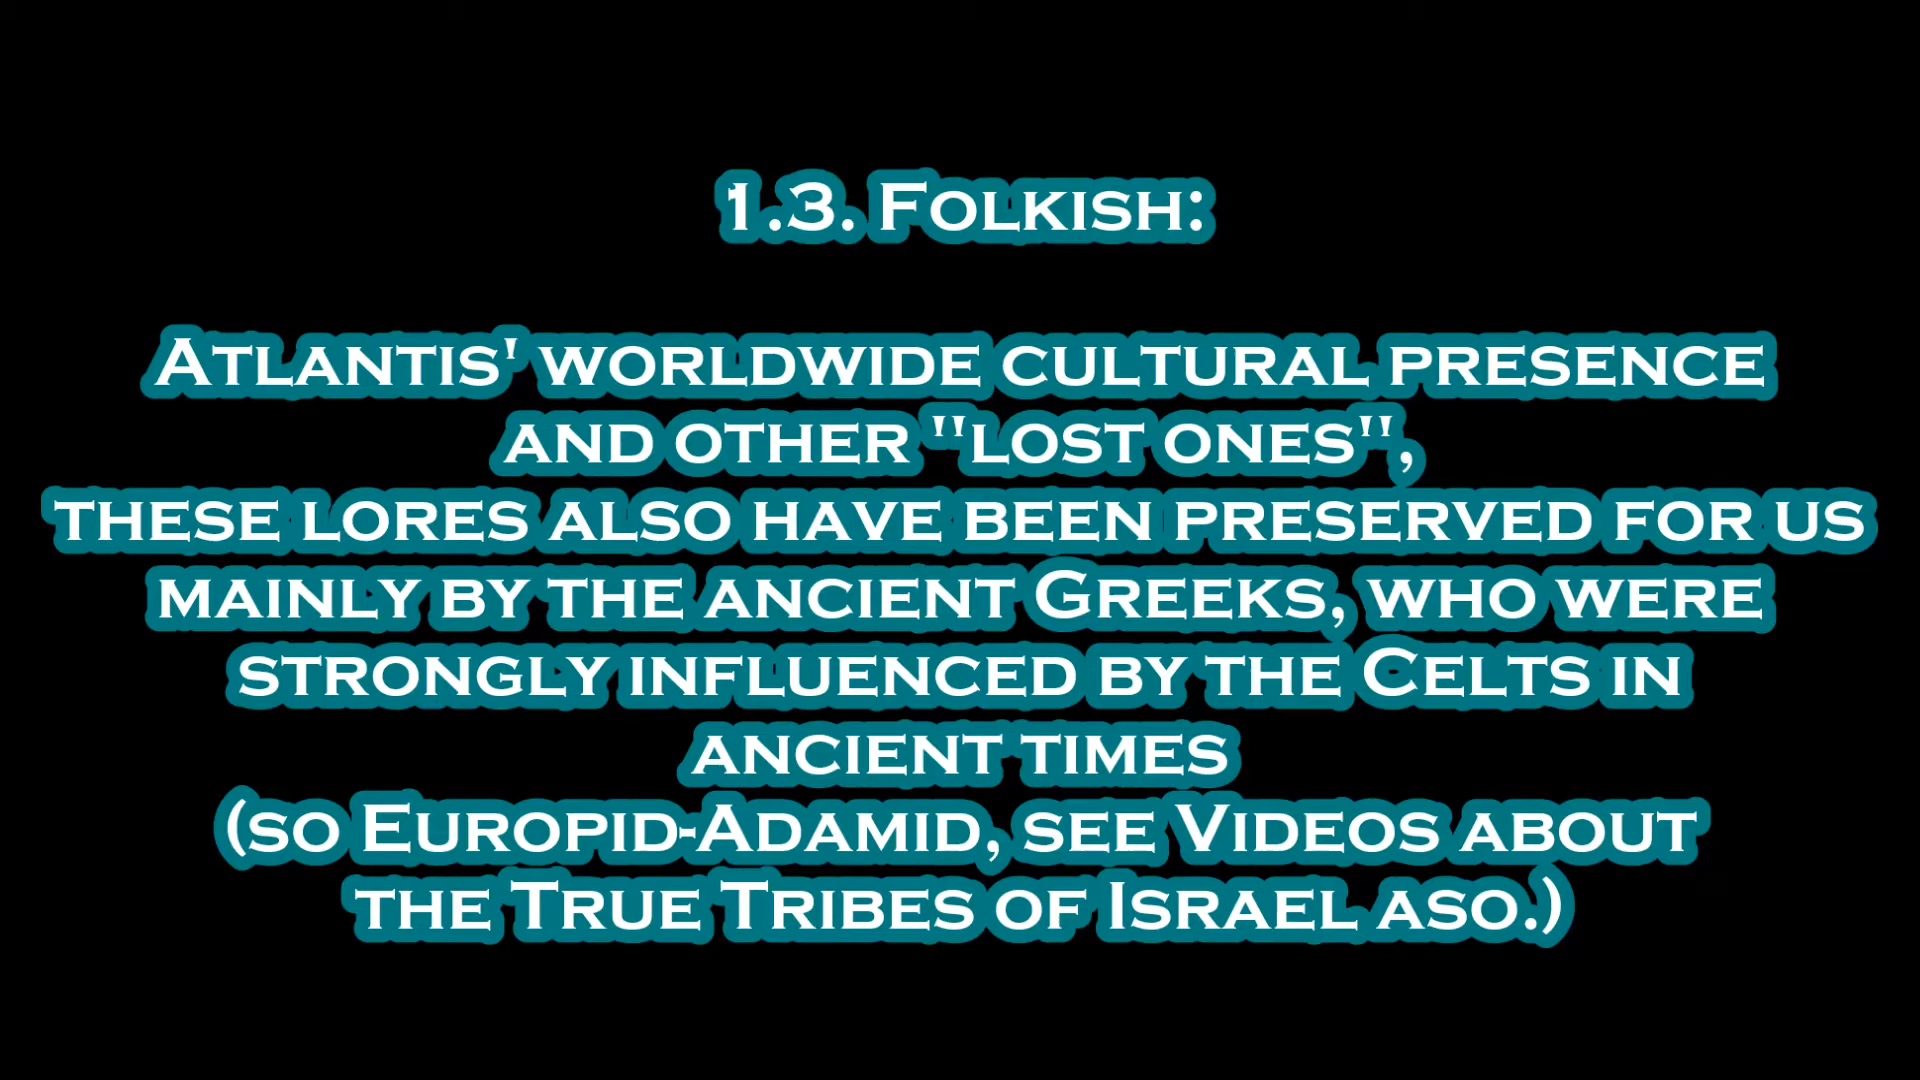 1.3. Folkish:
Atlantis' worldwide cultural presence
and other "lost ones",
these lores also have been preserved for us
mainly by the ancient Greeks, who were
strongly influenced by the Celts in
ancient times
(so Europid-Adamid, see Videos about
the True Tribes of Israel aso.)